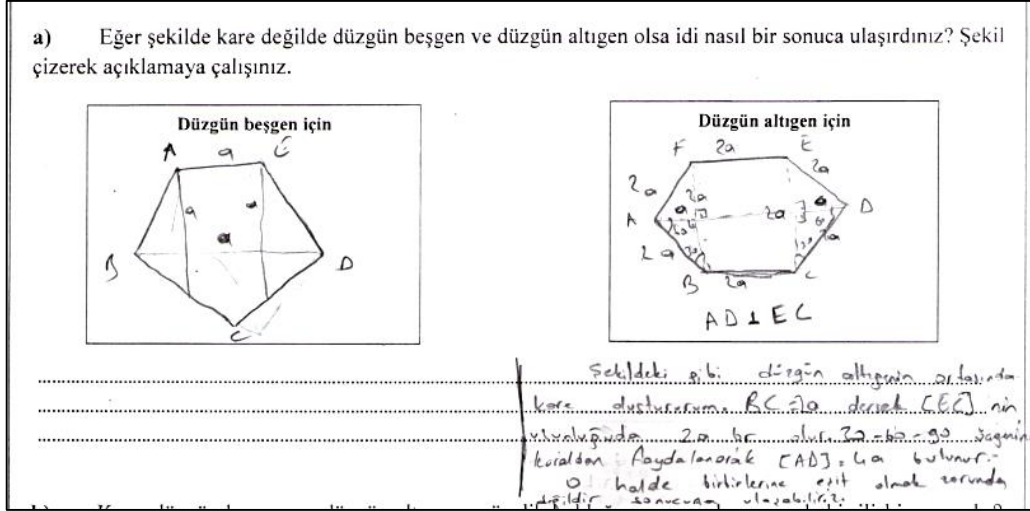 a) Eğer şekilde kare değilde düzgün beşgen ve düzgün altıgen olsa idi nasıl bir sonuca ulaşırdınız? Şekil
çizerek açıklamaya çalışınız.
Düzgün beşgen için
A a E
a a
a
B D
C
Düzgün altıgen için
F 2a E
2a 2a
2a
A a 2a a D
2a 2a
B 2a C
AD ⊥ EC
Şekildeki gibi düzgün altıgenin ortasında
kare oluştururum. BC=2a dersek [EC] nin
uzunluğuda 2a br olur. 30-60-90 üçgenin
kuraldan faydalanarak [AD]=4a bulunur.
O halde birbirlerine eşit olmak zorunda
değildir sonucuna ulaşabiliriz.